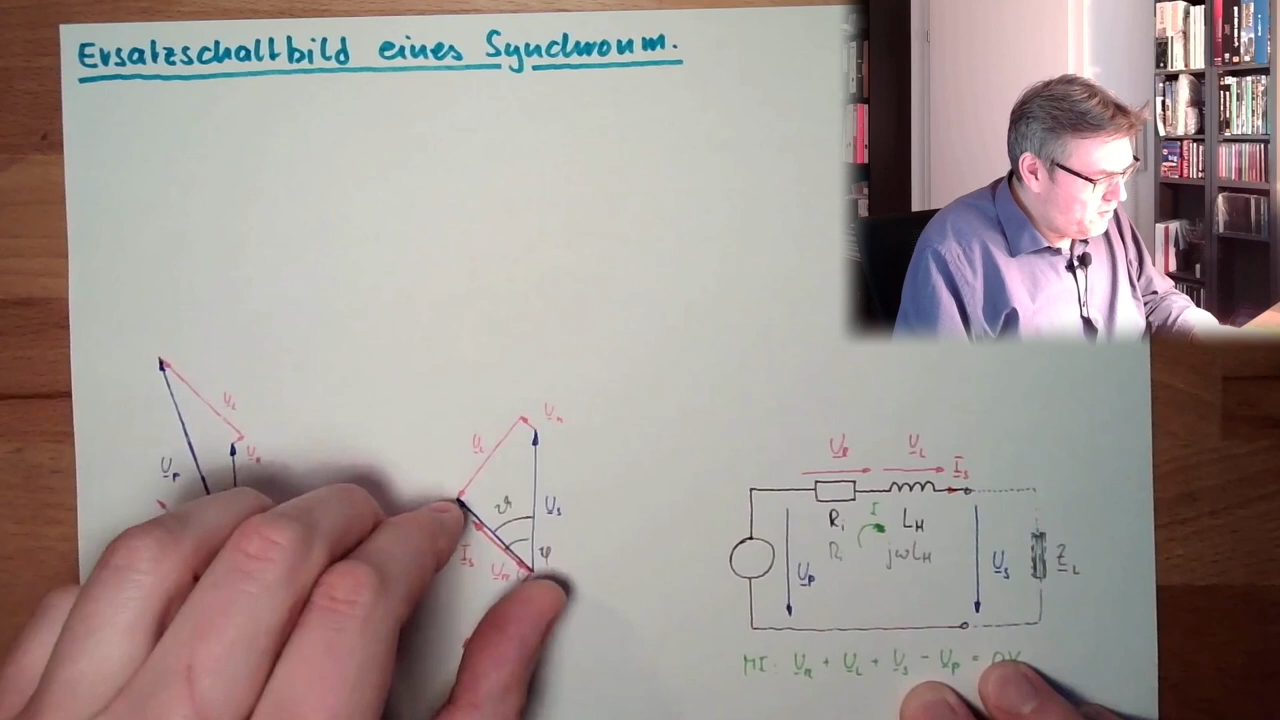 Ersatzschaltbild eines Synchronm.
U_L
U_R
U_P
U_R
U_L
U_S
ϑ
φ
I_S
U_R
U_R
U_L
I_S
R_i
I
L_H
R_i
jωL_H
U_P
U_S
Z_L
MI: U_R + U_L + U_S - U_P = 0V